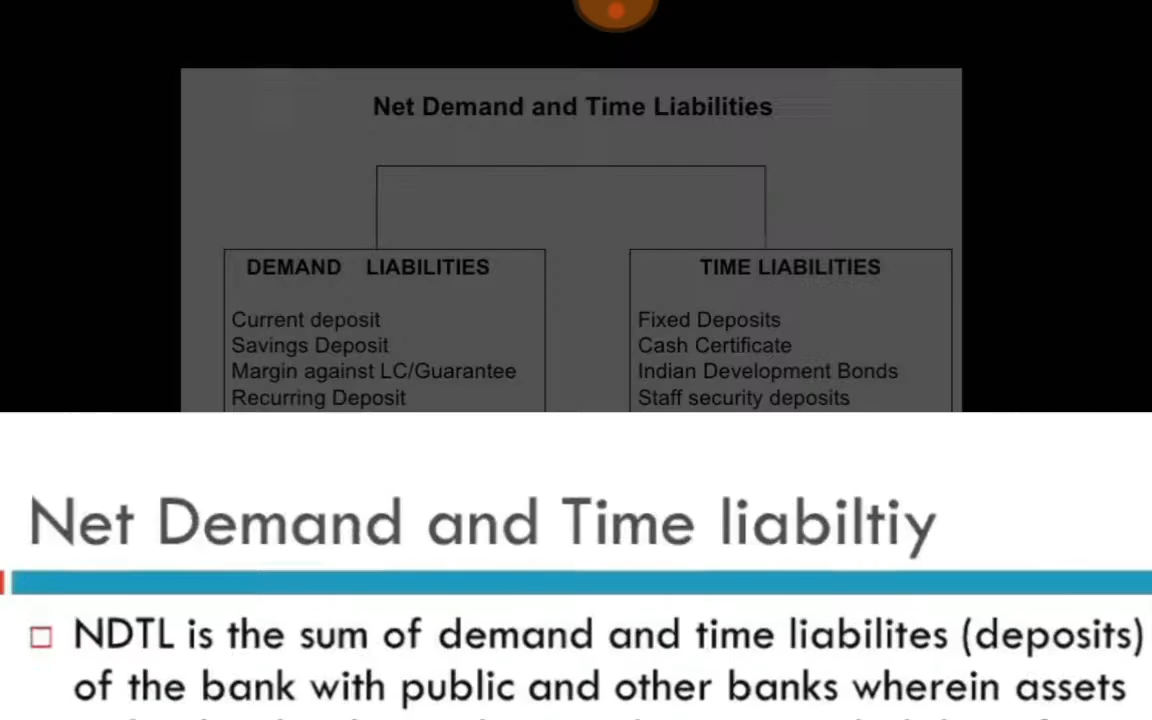 Net Demand and Time Liabilities
DEMAND LIABILITIES
Current deposit
Savings Deposit
Margin against LC/Guarantee
Recurring Deposit
TIME LIABILITIES
Fixed Deposits
Cash Certificate
Indian Development Bonds
Staff security deposits
Net Demand and Time liabiltiy
NDTL is the sum of demand and time liabilites (deposits)
of the bank with public and other banks wherein assets